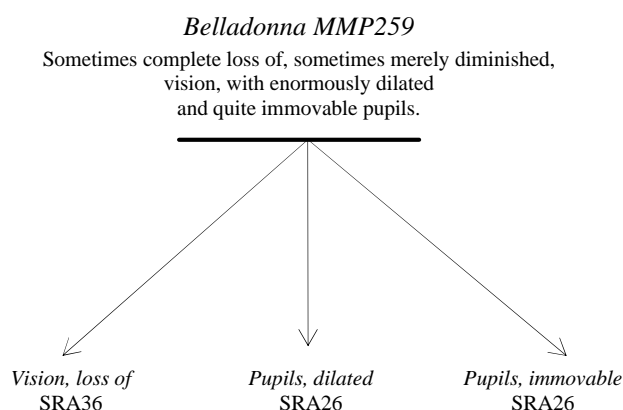 Belladonna MMP259
Sometimes complete loss of, sometimes merely diminished,
vision, with enormously dilated
and quite immovable pupils.
Vision, loss of
SRA36
Pupils, dilated
SRA26
Pupils, immovable
SRA26